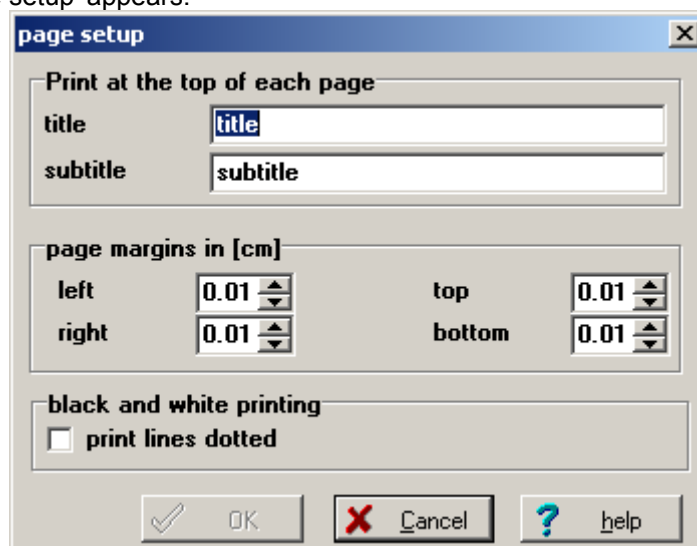 setup appears.
page setup
Print at the top of each page
title title
subtitle subtitle
page margins in [cm]
left 0.01 top 0.01
right 0.01 bottom 0.01
black and white printing
print lines dotted
OK Cancel help